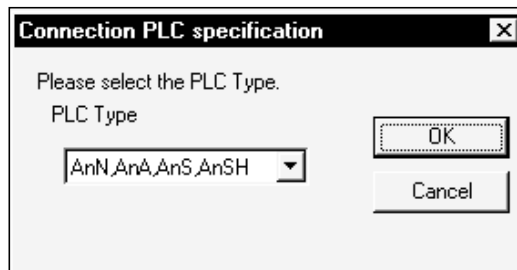 Connection PLC specification
Please select the PLC Type.
PLC Type
AnN,AnA,AnS,AnSH
OK
Cancel